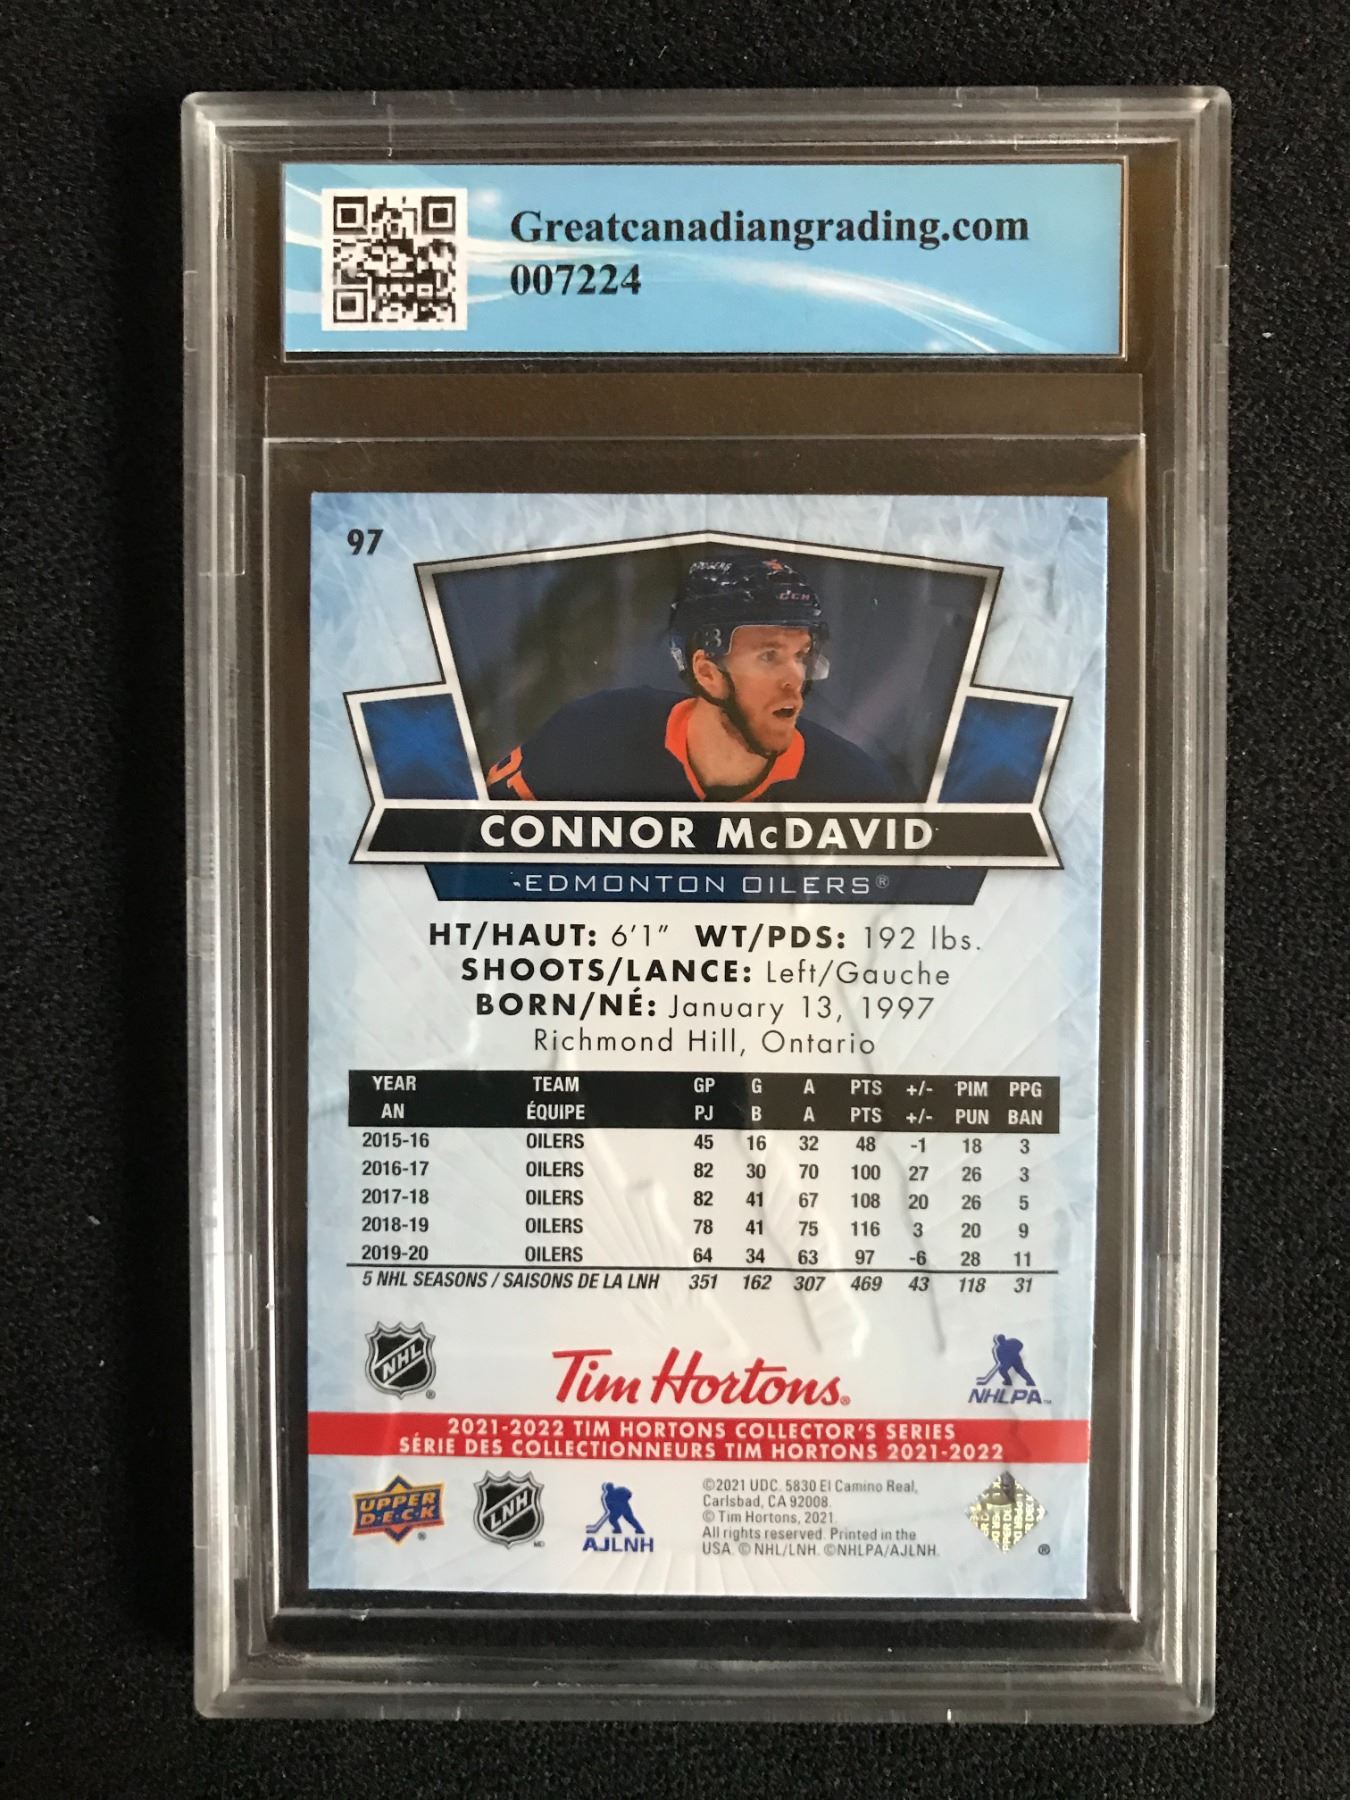 Greatcanadiangrading.com
007224
97
CCM
CONNOR McDAVID
EDMONTON OILERS®
HT/HAUT: 6'1" WT/PDS: 192 lbs.
SHOOTS/LANCE: Left/Gauche
BORN/NÉ: January 13, 1997
Richmond Hill, Ontario
YEAR TEAM GP G A PTS +/- PIM PPG
AN ÉQUIPE PJ B A PTS +/- PUN BAN
2015-16 OILERS 45 16 32 48 -1 18 3
2016-17 OILERS 82 30 70 100 27 26 3
2017-18 OILERS 82 41 67 108 20 26 5
2018-19 OILERS 78 41 75 116 3 20 9
2019-20 OILERS 64 34 63 97 -6 28 11
5 NHL SEASONS / SAISONS DE LA LNH 351 162 307 469 43 118 31
NHL ®
Tim Hortons®
NHLPA™
2021-2022 TIM HORTONS COLLECTOR'S SERIES
SÉRIE DES COLLECTIONNEURS TIM HORTONS 2021-2022
UPPER
D·E·C·K ®
LNH MD
AJLNH
©2021 UDC. 5830 El Camino Real,
Carlsbad, CA 92008.
© Tim Hortons, 2021.
All rights reserved. Printed in the
USA. © NHL/LNH. ©NHLPA/AJLNH.
®